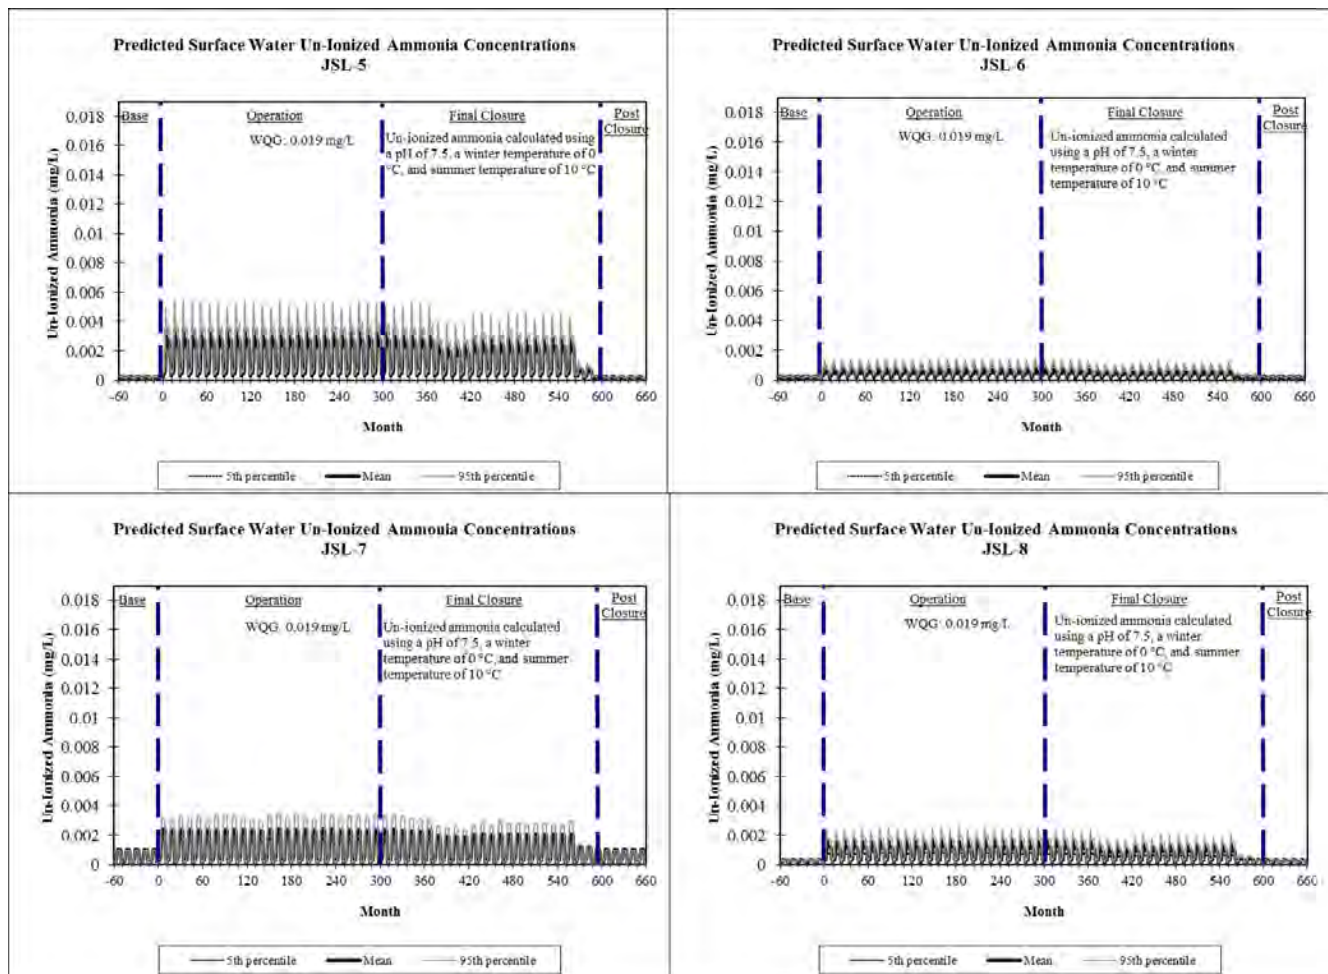 Predicted Surface Water Un-Ionized Ammonia Concentrations
JSL-5
Un-Ionized Ammonia (mg/L)
0.018
0.016
0.014
0.012
0.01
0.008
0.006
0.004
0.002
0
Base
Operation
Final Closure
Post
Closure
WQG: 0.019 mg/L
Un-ionized ammonia calculated using
a pH of 7.5, a winter temperature of 0
°C, and summer temperature of 10 °C
-60 0 60 120 180 240 300 360 420 480 540 600 660
Month
5th percentile Mean 95th percentile
Predicted Surface Water Un-Ionized Ammonia Concentrations
JSL-6
Un-Ionized Ammonia (mg/L)
0.018
0.016
0.014
0.012
0.01
0.008
0.006
0.004
0.002
0
Base
Operation
Final Closure
Post
Closure
WQG: 0.019 mg/L
Un-ionized ammonia calculated
using a pH of 7.5, a winter
temperature of 0 °C, and summer
temperature of 10 °C
-60 0 60 120 180 240 300 360 420 480 540 600 660
Month
5th percentile Mean 95th percentile
Predicted Surface Water Un-Ionized Ammonia Concentrations
JSL-7
Un-Ionized Ammonia (mg/L)
0.018
0.016
0.014
0.012
0.01
0.008
0.006
0.004
0.002
0
Base
Operation
Final Closure
Post
Closure
WQG: 0.019 mg/L
Un-ionized ammonia calculated
using a pH of 7.5, a winter
temperature of 0 °C, and summer
temperature of 10 °C
-60 0 60 120 180 240 300 360 420 480 540 600 660
Month
5th percentile Mean 95th percentile
Predicted Surface Water Un-Ionized Ammonia Concentrations
JSL-8
Un-Ionized Ammonia (mg/L)
0.018
0.016
0.014
0.012
0.01
0.008
0.006
0.004
0.002
0
Base
Operation
Final Closure
Post
Closure
WQG: 0.019 mg/L
Un-ionized ammonia calculated
using a pH of 7.5, a winter
temperature of 0 °C, and summer
temperature of 10 °C
-60 0 60 120 180 240 300 360 420 480 540 600 660
Month
5th percentile Mean 95th percentile